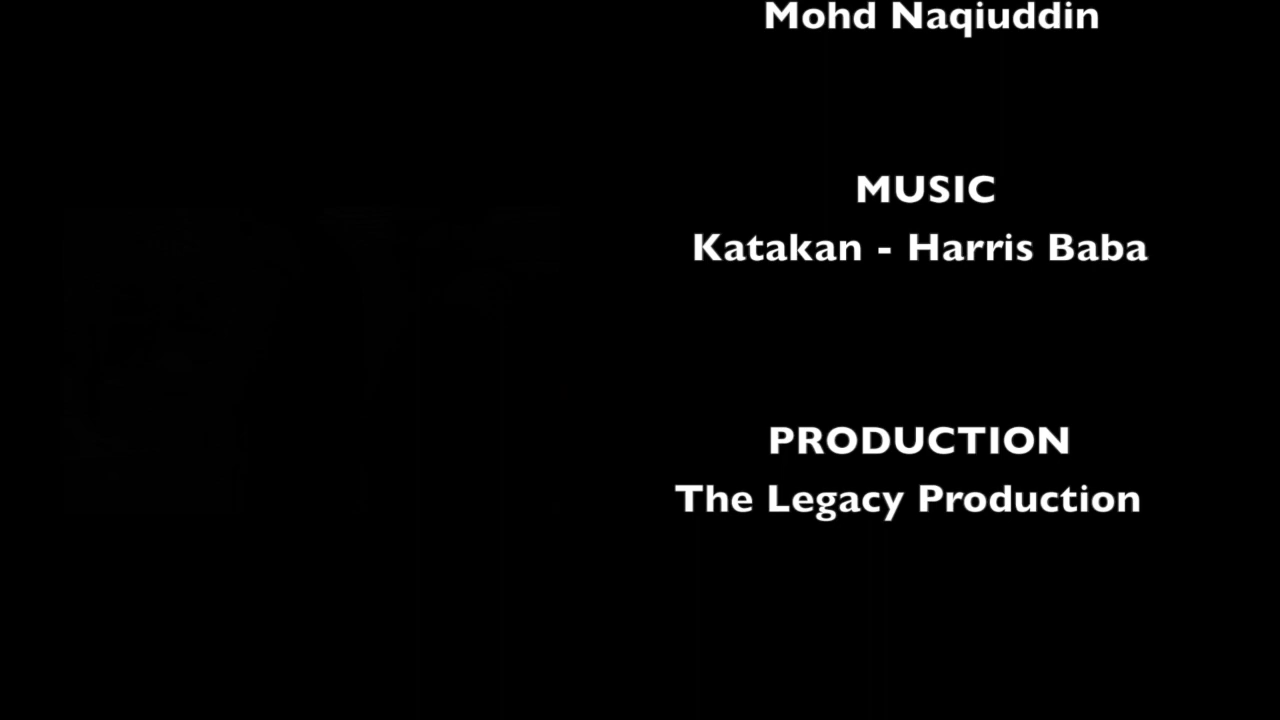 Mohd Naqiuddin
MUSIC
Katakan - Harris Baba
PRODUCTION
The Legacy Production